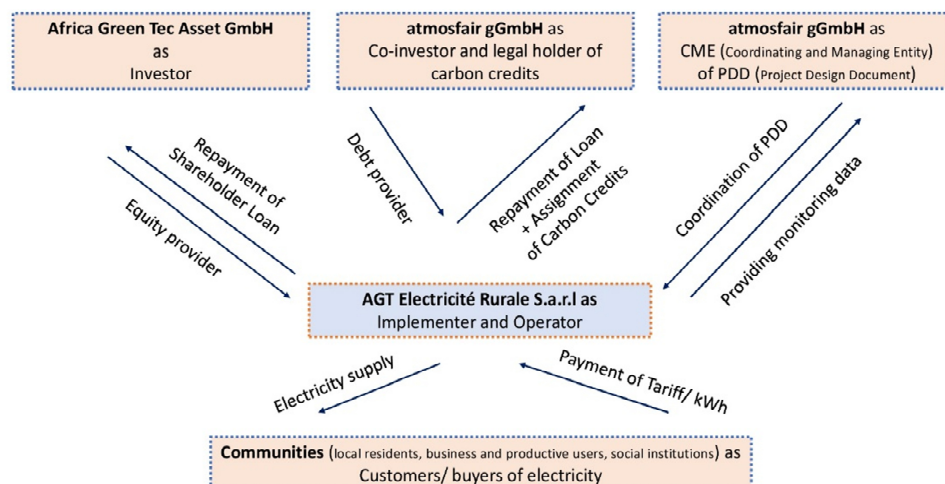 Africa Green Tec Asset GmbH
as
Investor
atmosfair gGmbH as
Co-investor and legal holder of
carbon credits
atmosfair gGmbH as
CME (Coordinating and Managing Entity)
of PDD (Project Design Document)
Repayment of
Shareholder Loan
Equity provider
Debt provider
Repayment of Loan
+ Assignment
of Carbon Credits
Coordination of PDD
Providing monitoring data
AGT Electricité Rurale S.a.r.l as
Implementer and Operator
Electricity supply
Payment of Tariff/ kWh
Communities (local residents, business and productive users, social institutions) as
Customers/ buyers of electricity